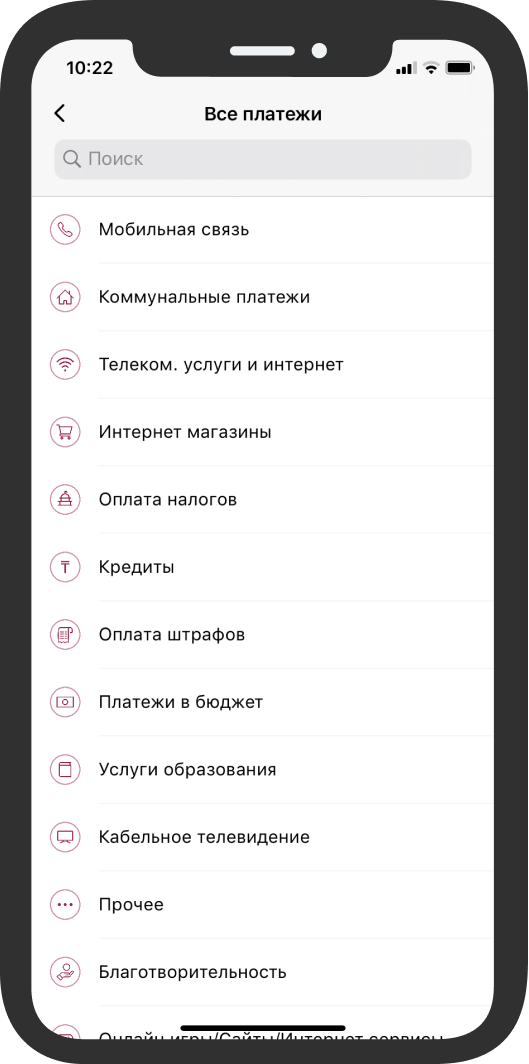 10:22
Все платежи
Поиск
Мобильная связь
Коммунальные платежи
Телеком. услуги и интернет
Интернет магазины
Оплата налогов
₸ Кредиты
Оплата штрафов
Платежи в бюджет
Услуги образования
Кабельное телевидение
Прочее
Благотворительность
Онлайн игры/Сайты/Интернет сервисы